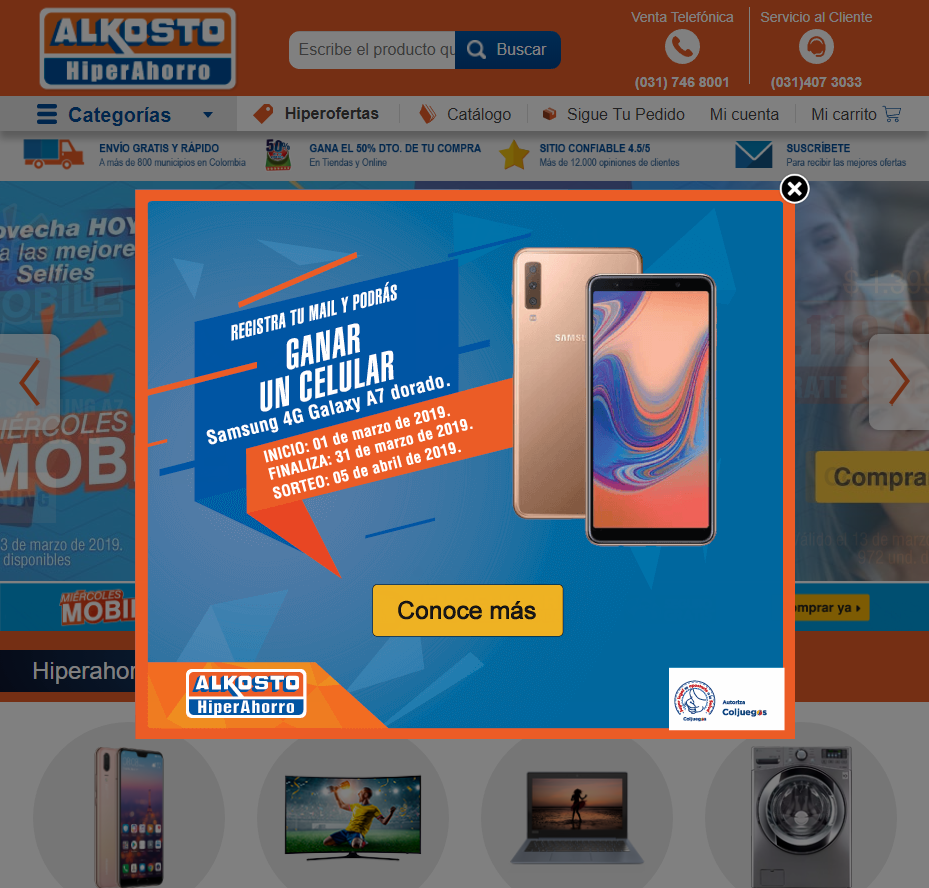 ALKOSTO
HiperAhorro
Escribe el producto qu
Buscar
Venta Telefónica
(031) 746 8001
Servicio al Cliente
(031)407 3033
Categorías
Hiperofertas
Catálogo
Sigue Tu Pedido
Mi cuenta
Mi carrito
ENVÍO GRATIS Y RÁPIDO
A más de 800 municipios en Colombia
50%
GANA EL 50% DTO. DE TU COMPRA
En Tiendas y Online
SITIO CONFIABLE 4.5/5
Más de 12.000 opiniones de clientes
SUSCRÍBETE
Para recibir las mejores ofertas
ovecha HOY
a las mejore
Selfies
MOBILE
IÉRCOLES
MOBI
3 de marzo de 2019.
disponibles
Compra
REGISTRA TU MAIL Y PODRÁS
GANAR
UN CELULAR
Samsung 4G Galaxy A7 dorado.
INICIO: 01 de marzo de 2019.
FINALIZA: 31 de marzo de 2019.
SORTEO: 05 de abril de 2019.
SAMS
Conoce más
ALKOSTO
HiperAhorro
Coljuegos
Autoriza
Coljuegos
MIÉRCOLES
MOBI
mprar ya
Hiperahor